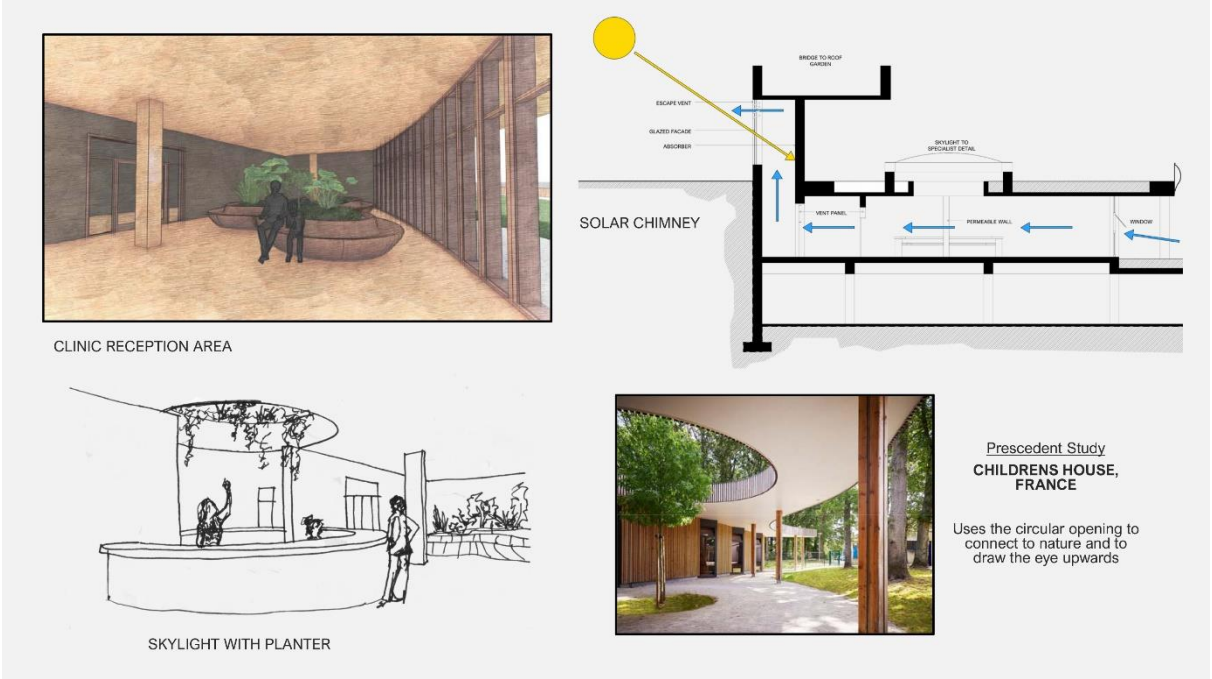 CLINIC RECEPTION AREA
BRIDGE TO ROOF
GARDEN
ESCAPE VENT
GLAZED FACADE
ABSORBER
SKYLIGHT TO
SPECIALIST DETAIL
SOLAR CHIMNEY
VENT PANEL
PERMEABLE WALL
WINDOW
SKYLIGHT WITH PLANTER
Prescedent Study
CHILDRENS HOUSE,
FRANCE
Uses the circular opening to
connect to nature and to
draw the eye upwards